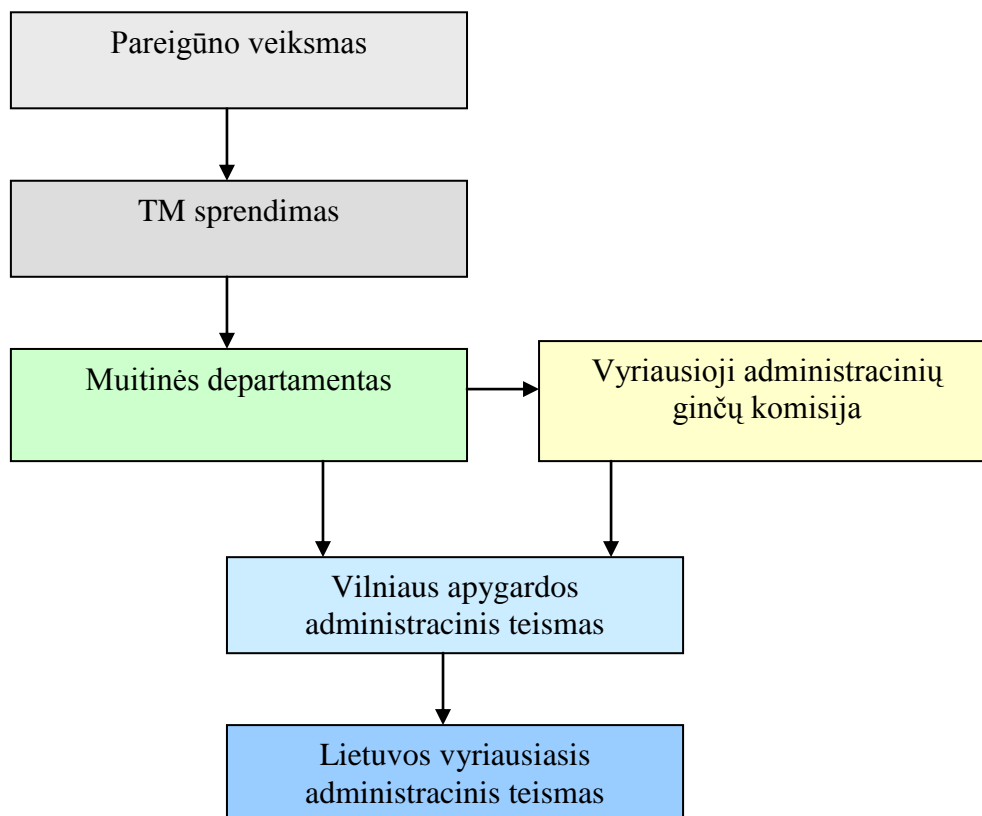 Pareigūno veiksmas
TM sprendimas
Muitinės departamentas
Vyriausioji administracinių
ginčų komisija
Vilniaus apygardos
administracinis teismas
Lietuvos vyriausiasis
administracinis teismas